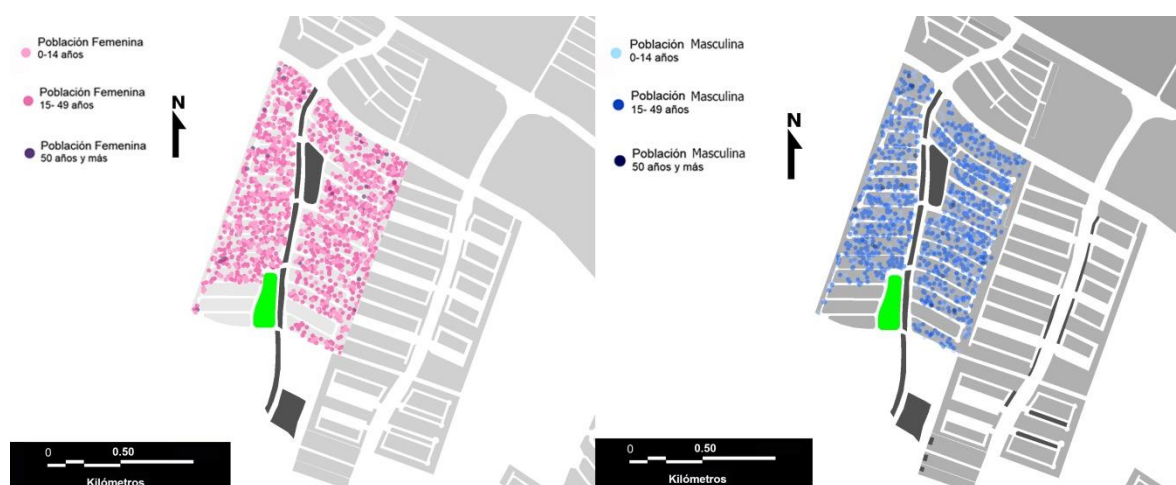 Población Femenina
0-14 años
Población Femenina
15- 49 años
Población Femenina
50 años y más
N
0 0.50
Kilómetros
Población Masculina
0-14 años
Población Masculina
15- 49 años
Población Masculina
50 años y más
N
0 0.50
Kilómetros